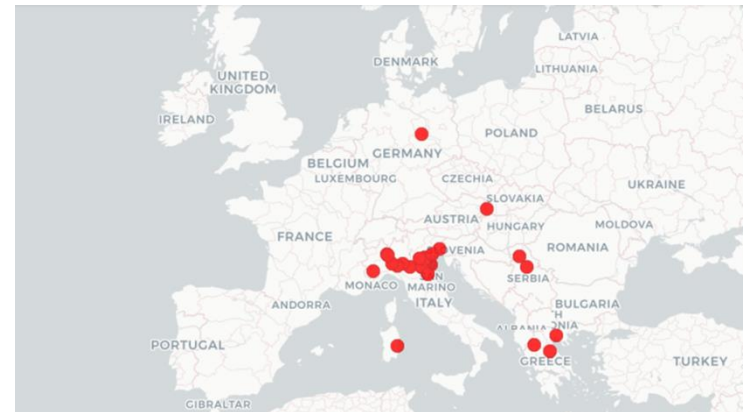 LATVIA
DENMARK
LITHUANIA
UNITED
KINGDOM
BELARUS
IRELAND
POLAND
GERMANY
BELGIUM
LUXEMBOURG
CZECHIA
UKRAINE
SLOVAKIA
AUSTRIA
HUNGARY
MOLDOVA
FRANCE
ROMANIA
SERBIA
MONACO
MARINO
ITALY
ANDORRA
BULGARIA
PORTUGAL
GREECE
TURKEY
GIBRALTAR